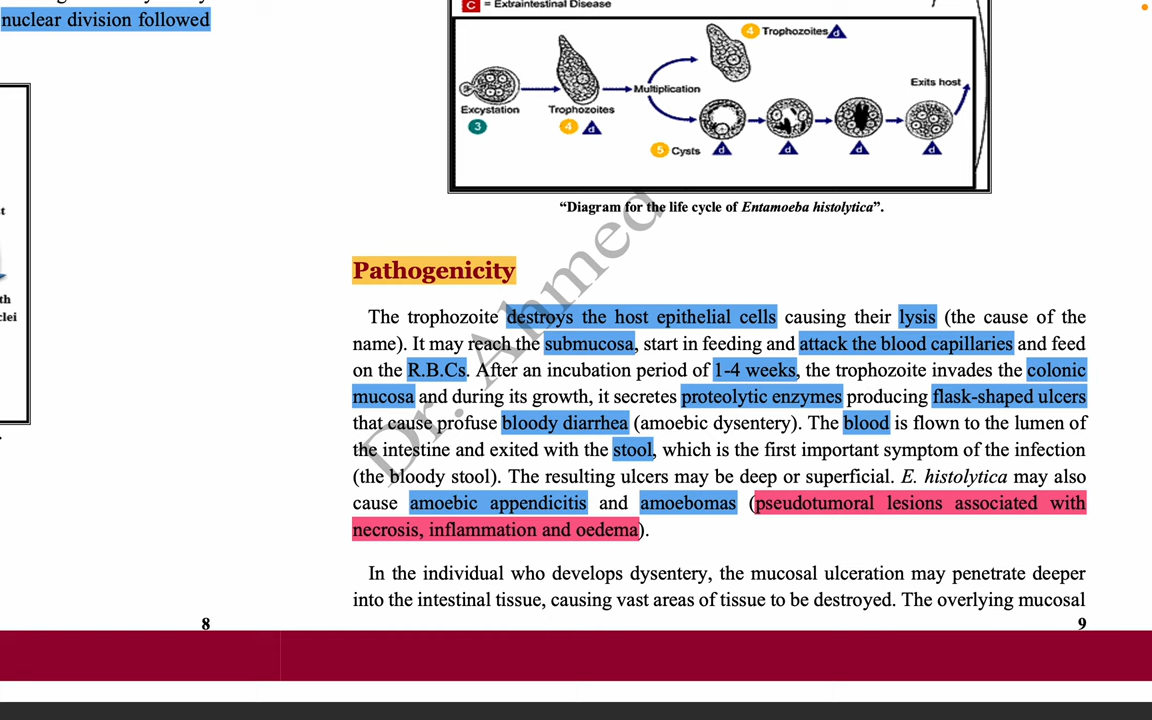 nuclear division followed
t
th
clei
8
C = Extraintestinal Disease
4 Trophozoites d
Exits host
Multiplication
Excystation
Trophozoites
3
4 d
5 Cysts d d d d
“Diagram for the life cycle of Entamoeba histolytica”.
Dr. Ahmed
Pathogenicity
The trophozoite destroys the host epithelial cells causing their lysis (the cause of the
name). It may reach the submucosa, start in feeding and attack the blood capillaries and feed
on the R.B.Cs. After an incubation period of 1-4 weeks, the trophozoite invades the colonic
mucosa and during its growth, it secretes proteolytic enzymes producing flask-shaped ulcers
that cause profuse bloody diarrhea (amoebic dysentery). The blood is flown to the lumen of
the intestine and exited with the stool, which is the first important symptom of the infection
(the bloody stool). The resulting ulcers may be deep or superficial. E. histolytica may also
cause amoebic appendicitis and amoebomas (pseudotumoral lesions associated with
necrosis, inflammation and oedema).
In the individual who develops dysentery, the mucosal ulceration may penetrate deeper
into the intestinal tissue, causing vast areas of tissue to be destroyed. The overlying mucosal
9